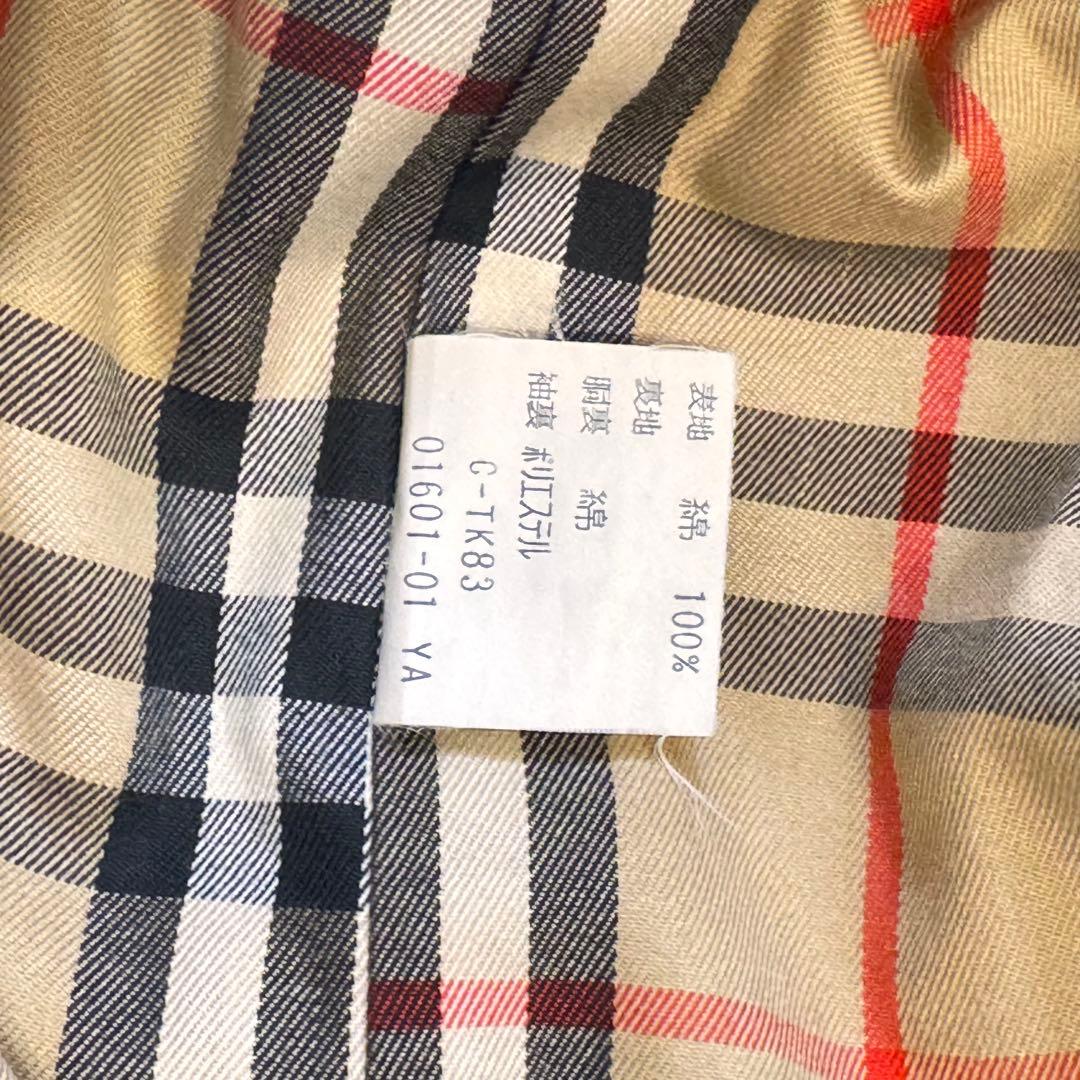 表地 綿 100%
裏地
胴裏 綿
袖裏 ポリエステル
C-TK83
01601-01 YA